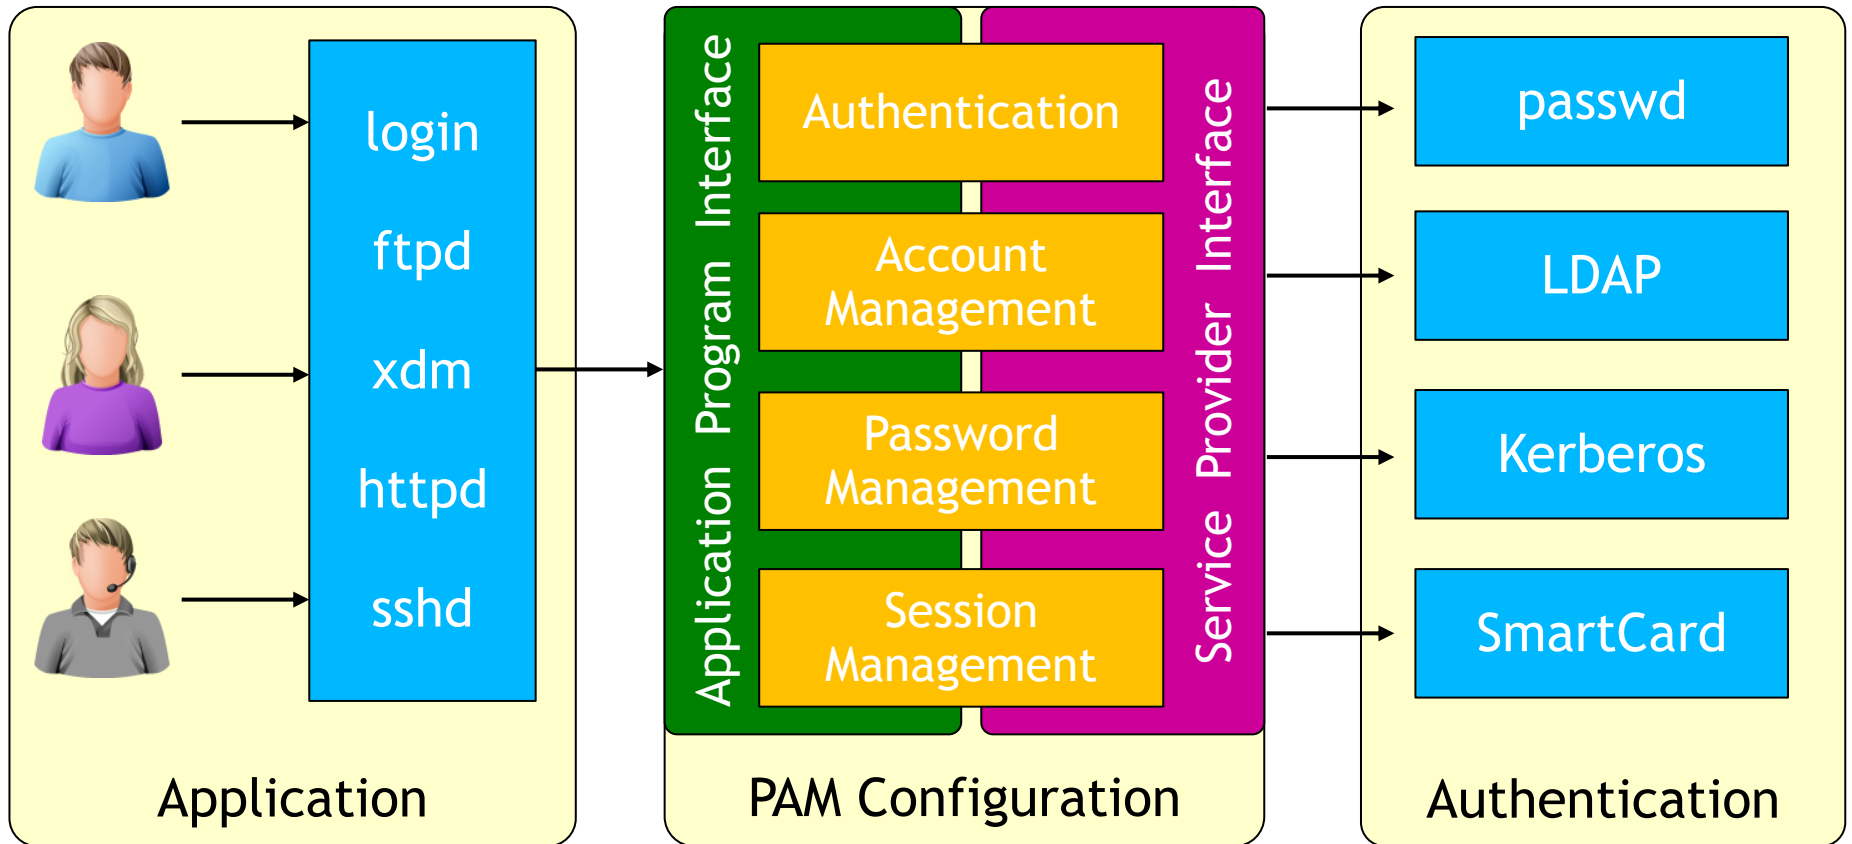 login
ftpd
xdm
httpd
sshd
Application
Application Program Interface
Authentication
Account
Management
Password
Management
Session
Management
Service Provider Interface
PAM Configuration
passwd
LDAP
Kerberos
SmartCard
Authentication